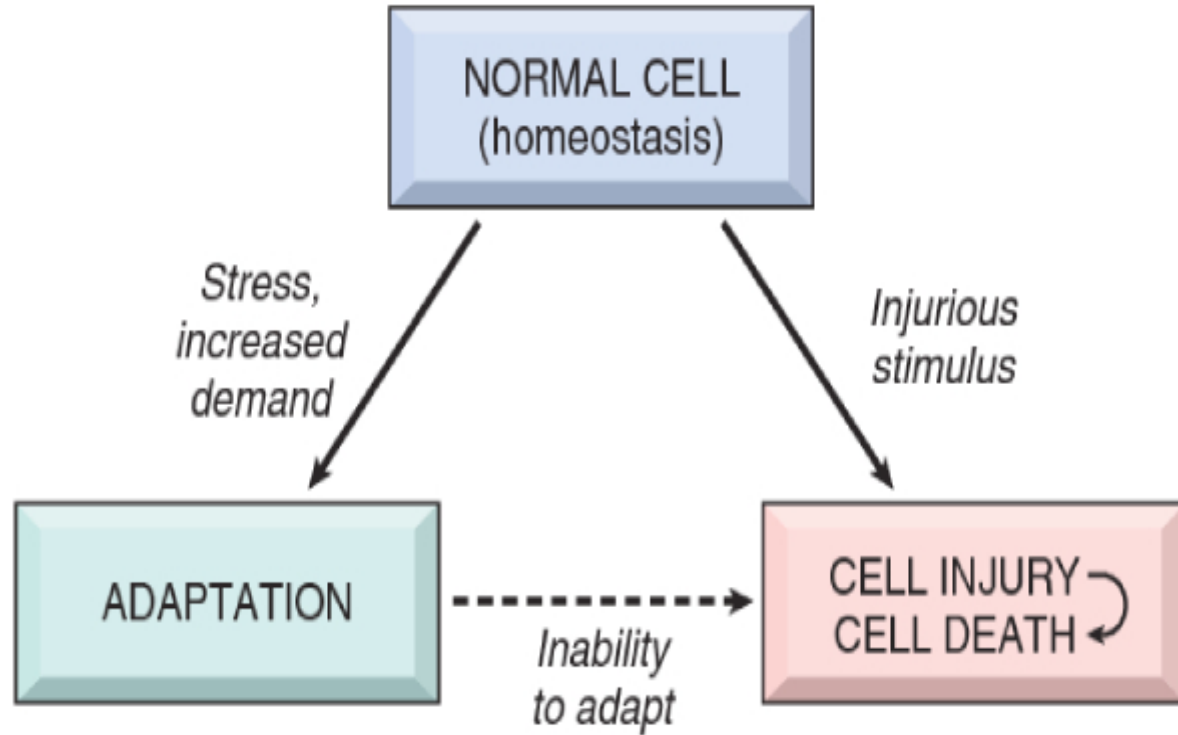 NORMAL CELL
(homeostasis)
Stress,
increased
demand
Injurious
stimulus
ADAPTATION
Inability
to adapt
CELL INJURY
CELL DEATH